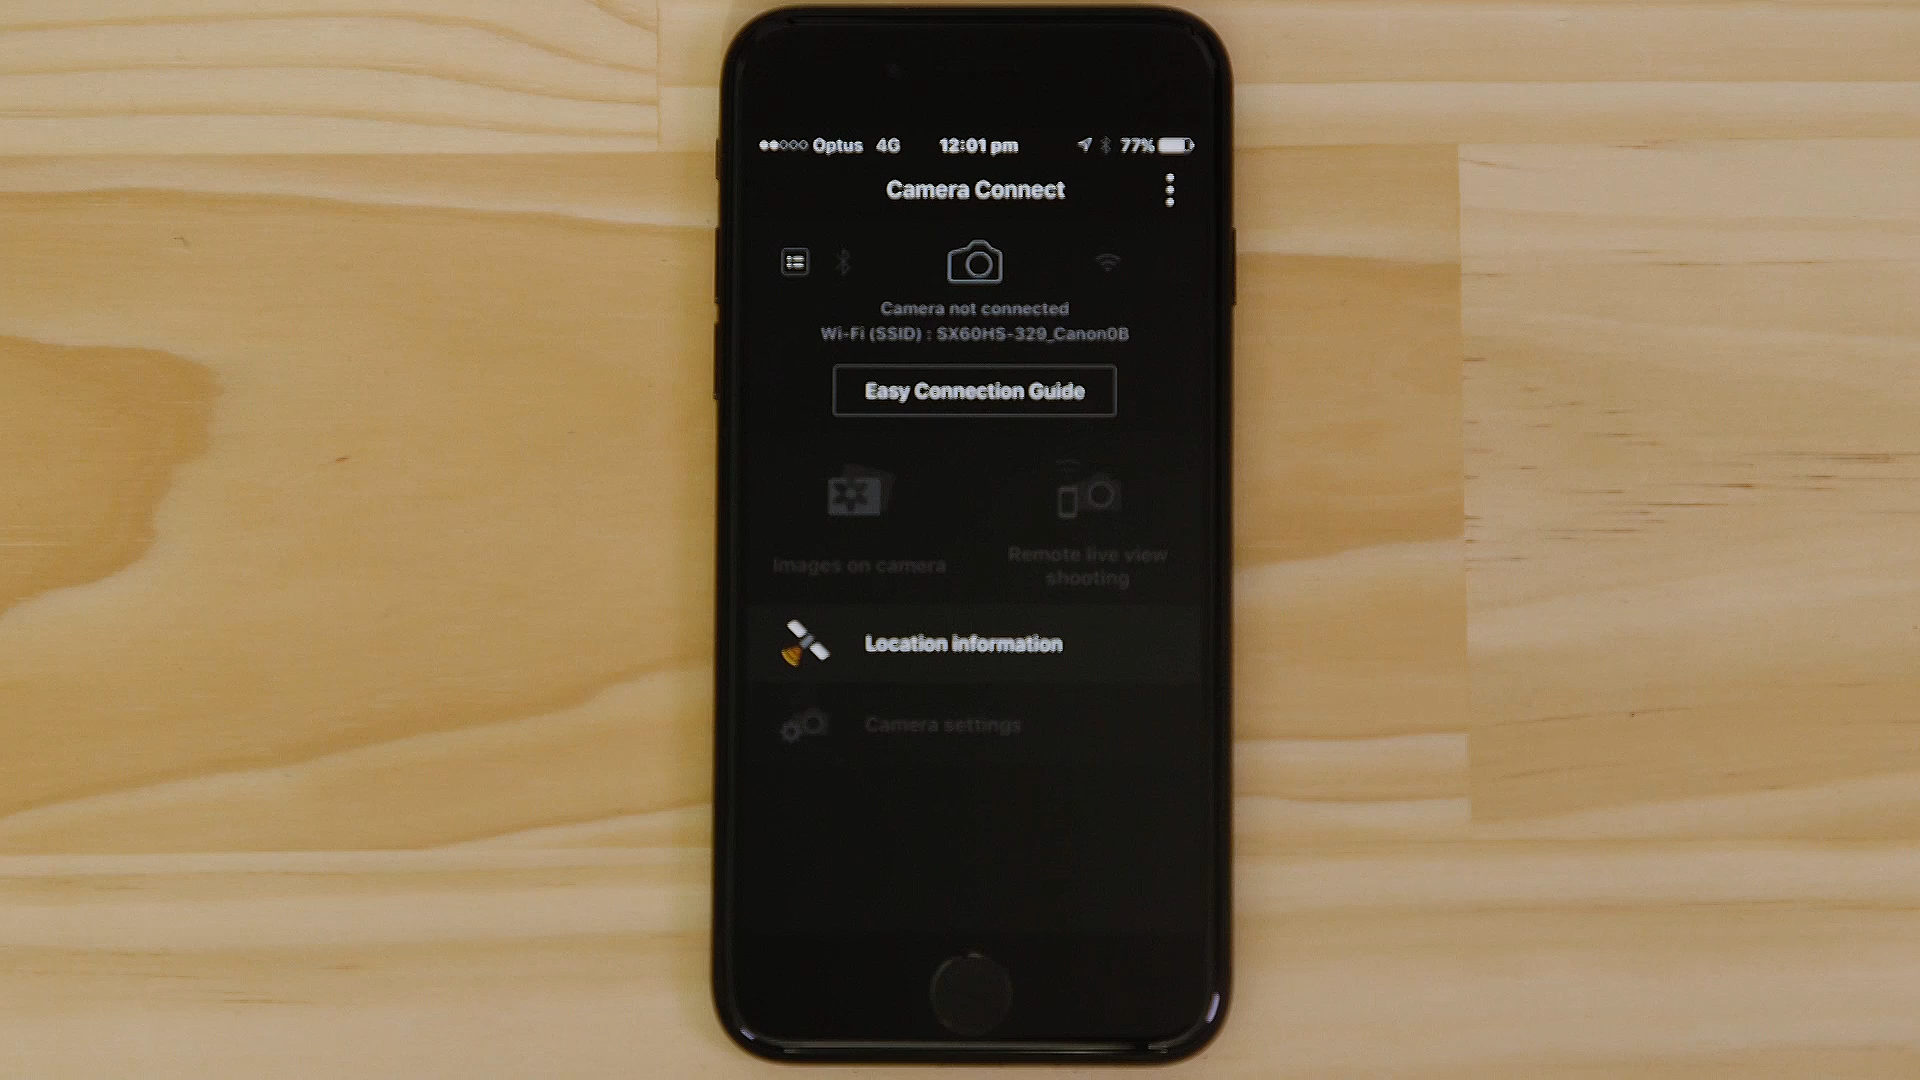 Optus 4G 12:01 pm 77%
Camera Connect
Camera not connected
Wi-Fi (SSID) : SX60HS-329_Canon0B
Easy Connection Guide
Images on camera
Remote live view
shooting
Location information
Camera settings